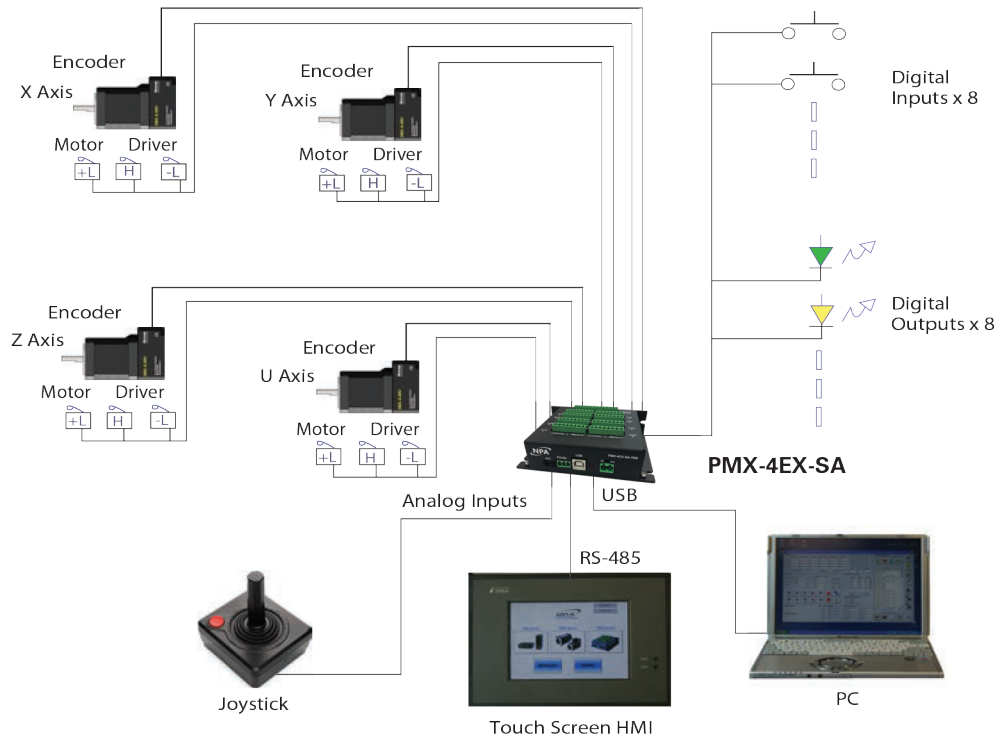 Encoder
X Axis
Motor Driver
+L H -L
Encoder
Y Axis
Motor Driver
+L H -L
Digital
Inputs x 8
Encoder
Z Axis
Motor Driver
+L H -L
Encoder
U Axis
Motor Driver
+L H -L
Digital
Outputs x 8
NPA
PMX-4EX-SA
Analog Inputs
USB
RS-485
Joystick
Touch Screen HMI
PC